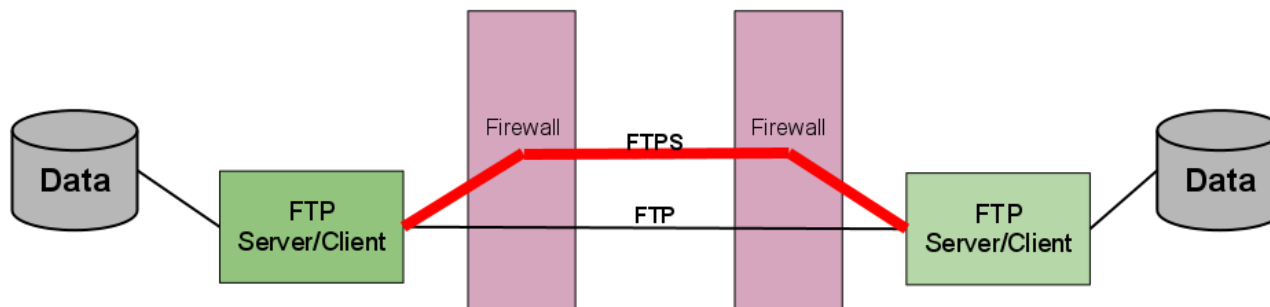 Firewall
Firewall
FTPS
Data
Data
FTP
Server/Client
FTP
FTP
Server/Client